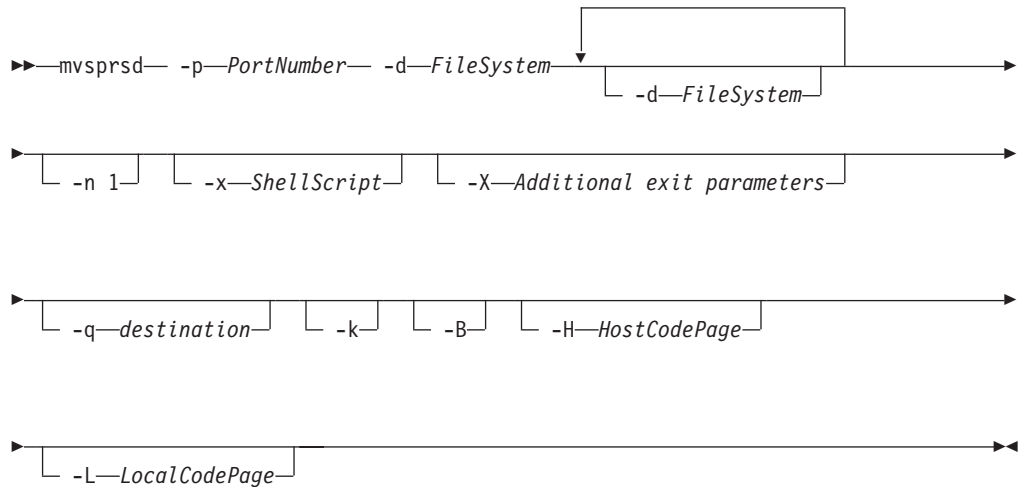 mvsprsd -p PortNumber -d FileSystem
-d FileSystem
-n 1 -x ShellScript -X Additional exit parameters
-q destination -k -B -H HostCodePage
-L LocalCodePage